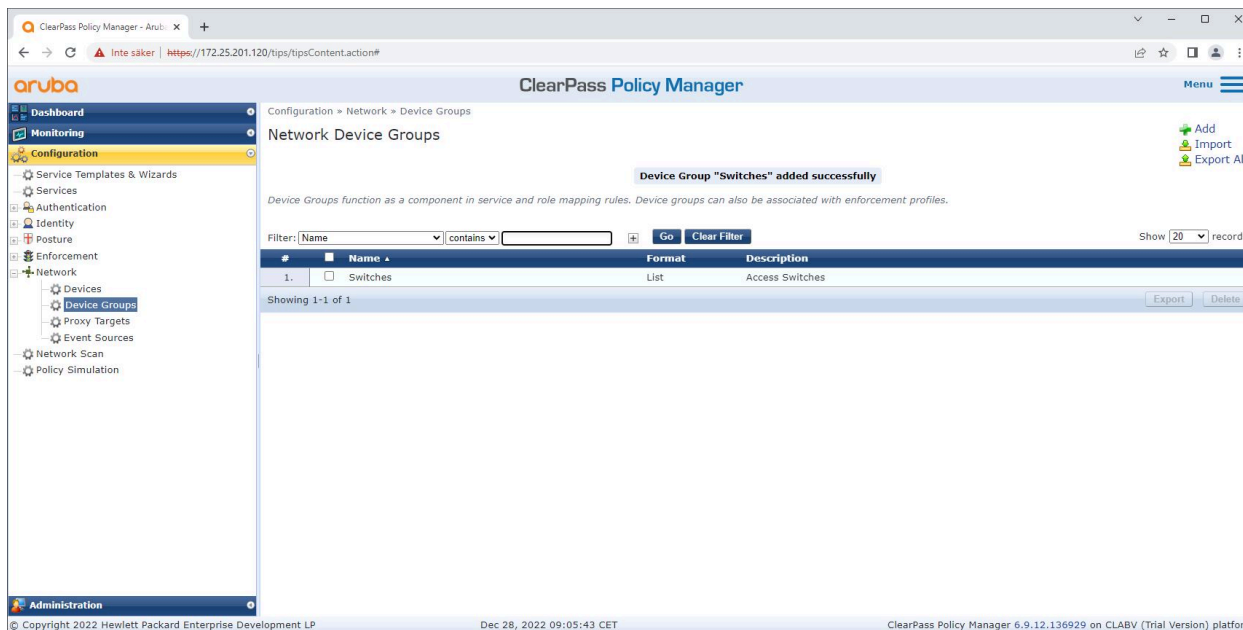 ClearPass Policy Manager - Arub
Inte säker | https://172.25.201.120/tips/tipsContent.action#
aruba
ClearPass Policy Manager
Menu
Dashboard
Monitoring
Configuration
Service Templates & Wizards
Services
Authentication
Identity
Posture
Enforcement
Network
Devices
Device Groups
Proxy Targets
Event Sources
Network Scan
Policy Simulation
Administration
Configuration » Network » Device Groups
Network Device Groups
Add
Import
Export Al
Device Group "Switches" added successfully
Device Groups function as a component in service and role mapping rules. Device groups can also be associated with enforcement profiles.
Filter: Name contains + Go Clear Filter Show 20 record
# Name Format Description
1. Switches List Access Switches
Showing 1-1 of 1 Export Delete
© Copyright 2022 Hewlett Packard Enterprise Development LP Dec 28, 2022 09:05:43 CET ClearPass Policy Manager 6.9.12.136929 on CLABV (Trial Version) platfor